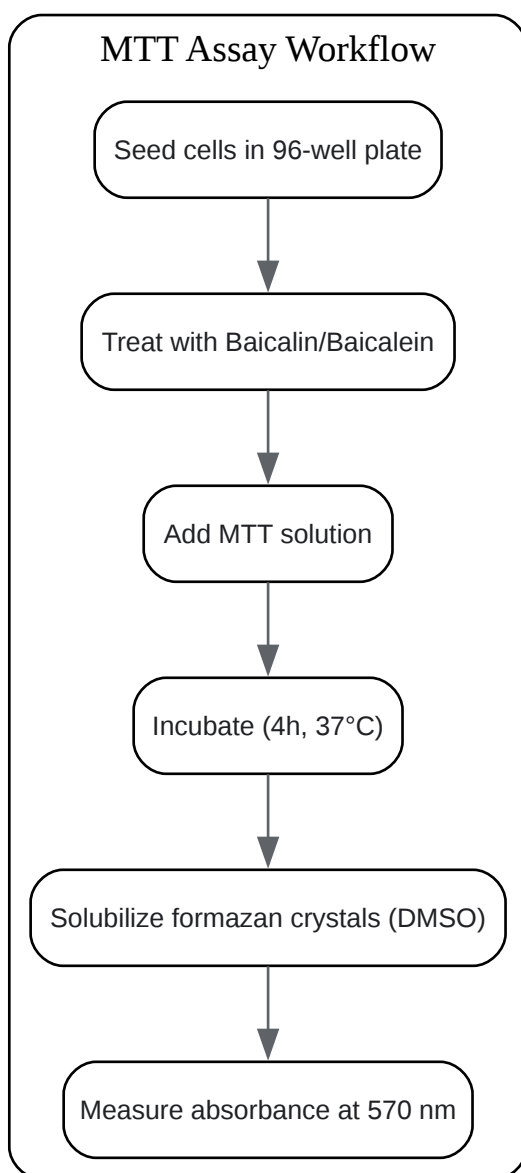 MTT Assay Workflow
Seed cells in 96-well plate
Treat with Baicalin/Baicalein
Add MTT solution
Incubate (4h, 37°C)
Solubilize formazan crystals (DMSO)
Measure absorbance at 570 nm